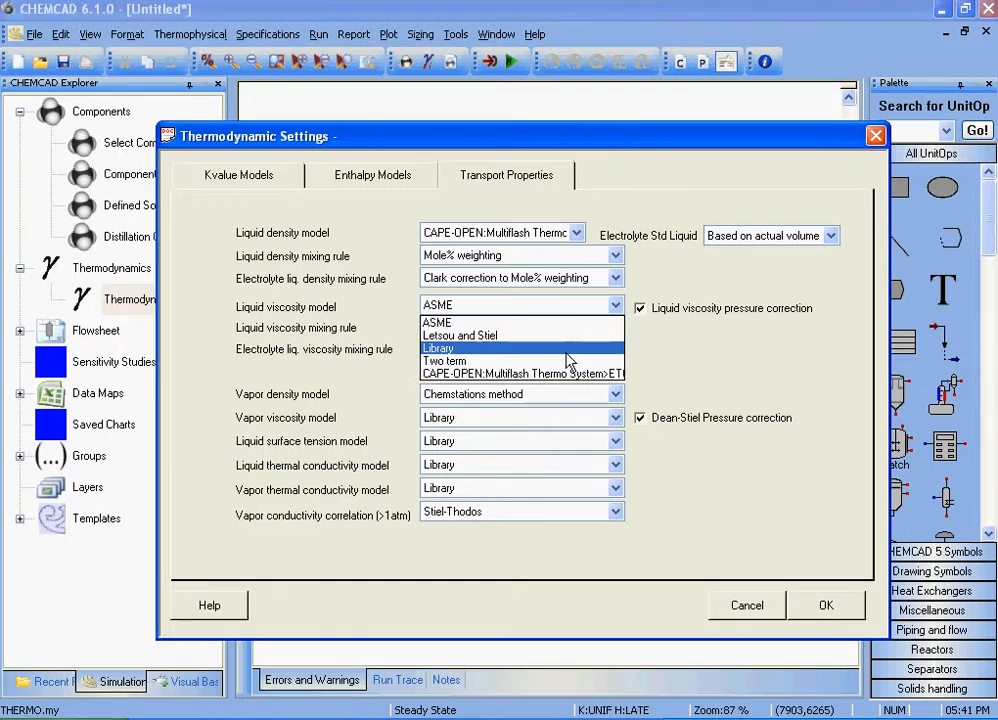 CHEMCAD 6.1.0 - [Untitled*]
File Edit View Format Thermophysical Specifications Run Report Plot Sizing Tools Window Help
CHEMCAD Explorer
Palette
Components
Select Com
Componen
Defined So
Distillation C
Thermodynamics
Thermodyn
Flowsheet
Sensitivity Studies
Data Maps
Saved Charts
Groups
Layers
Templates
Thermodynamic Settings -
Kvalue Models Enthalpy Models Transport Properties
Liquid density model CAPE-OPEN:Multiflash Thermo Electrolyte Std Liquid Based on actual volume
Liquid density mixing rule Mole% weighting
Electrolyte liq. density mixing rule Clark correction to Mole% weighting
Liquid viscosity model ASME Liquid viscosity pressure correction
Liquid viscosity mixing rule
Electrolyte liq. viscosity mixing rule
ASME
Letsou and Stiel
Library
Two term
CAPE-OPEN:Multiflash Thermo System>ET
Vapor density model Chemstations method
Vapor viscosity model Library Dean-Stiel Pressure correction
Liquid surface tension model Library
Liquid thermal conductivity model Library
Vapor thermal conductivity model Library
Vapor conductivity correlation (>1atm) Stiel-Thodos
Help Cancel OK
Search for UnitOp
Go!
All UnitOps
T
atch
HEMCAD 5 Symbols
Drawing Symbols
Heat Exchangers
Miscellaneous
Piping and flow
Reactors
Separators
Solids handling
Recent Simulation Visual Bas
Errors and Warnings Run Trace Notes
THERMO.my Steady State K:UNIF H:LATE Zoom:87 % (7903,6265) NUM 05:41 PM